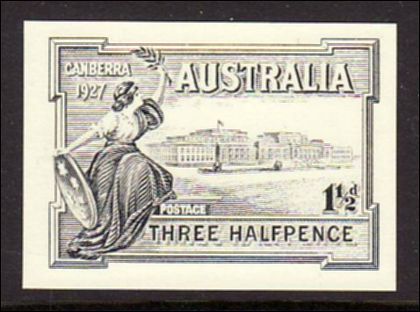 CANBERRA
1927
AUSTRALIA
POSTAGE
1½d
THREE HALFPENCE